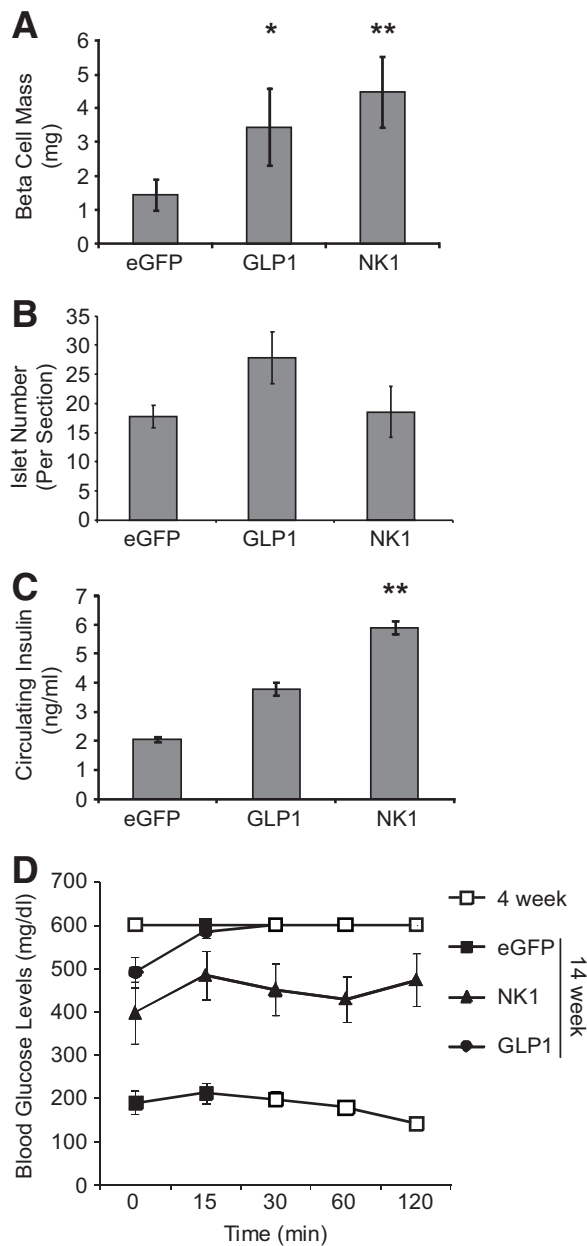 A
6
5
4
3
2
1
0
Beta Cell Mass
(mg)
*
**
eGFP GLP1 NK1
B
35
30
25
20
15
10
5
0
Islet Number
(Per Section)
eGFP GLP1 NK1
C
7
6
5
4
3
2
1
0
Circulating Insulin
(ng/ml)
**
eGFP GLP1 NK1
D
700
600
500
400
300
200
100
0
Blood Glucose Levels (mg/dl)
0 15 30 60 120
Time (min)
4 week
eGFP
NK1
GLP1
14 week